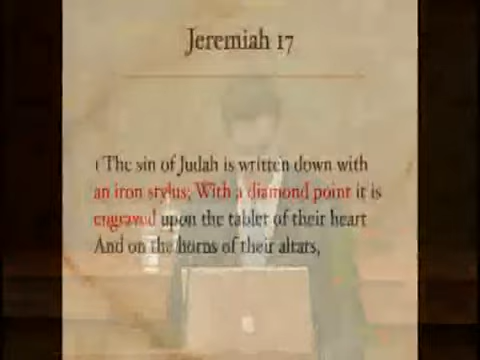 Jeremiah 17
1 The sin of Judah is written down with
an iron stylus; With a diamond point it is
engraved upon the tablet of their heart
And on the horns of their altars,